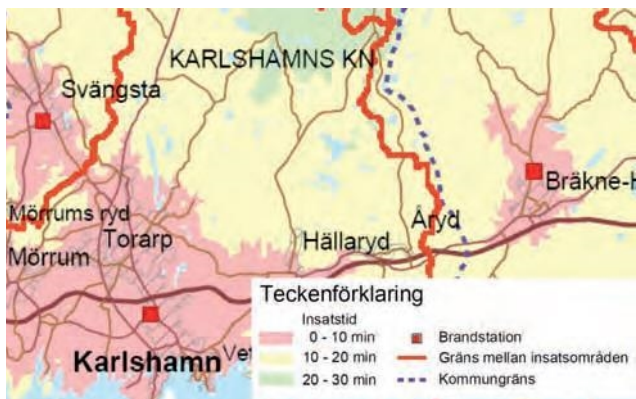 KARLSHAMNS KN
Svängsta
Bräkne-H
Mörrums ryd
Torarp
Hällaryd
Åryd
Mörrum
Karlshamn
Ve
Teckenförklaring
Insatstid
0 - 10 min
10 - 20 min
20 - 30 min
Brandstation
Gräns mellan insatsområden
Kommungräns